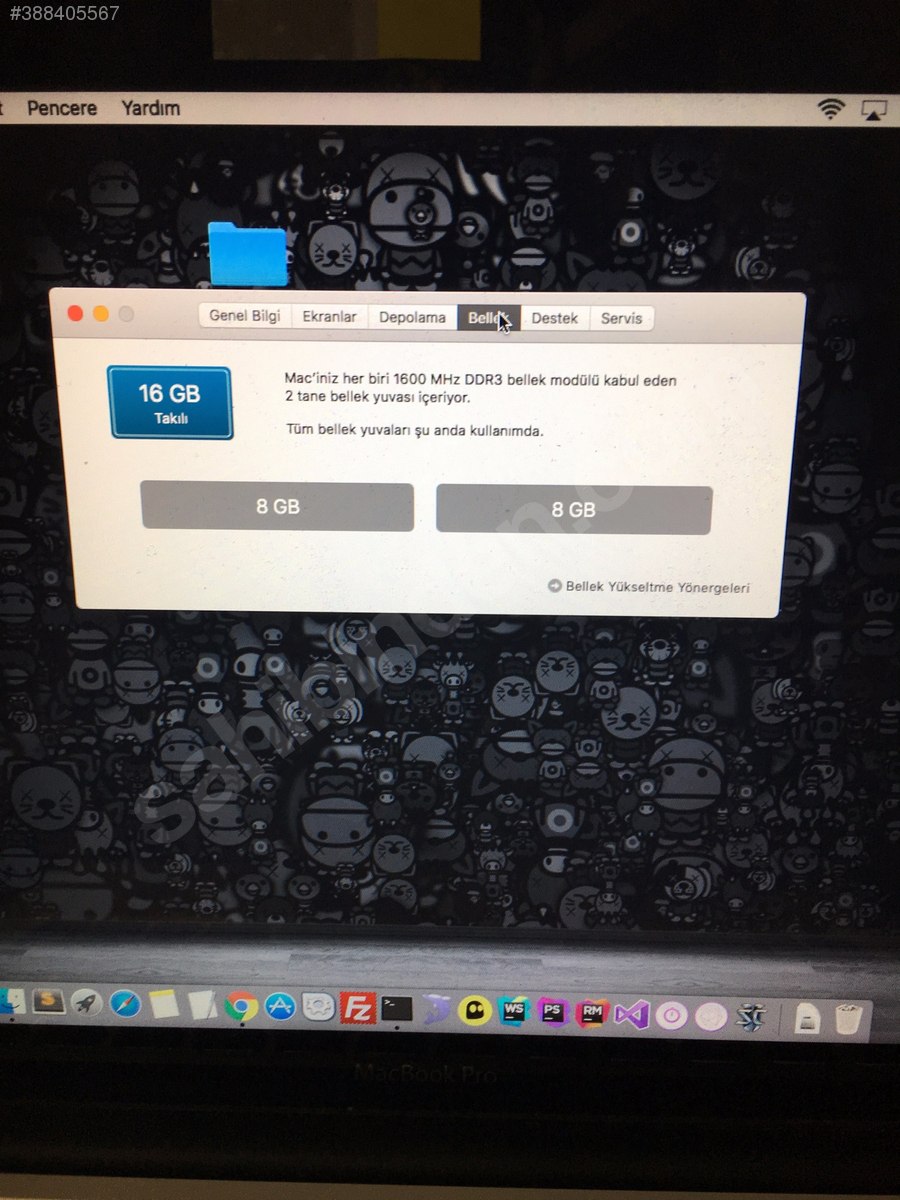 #388405567
Pencere Yardım
Genel Bilgi Ekranlar Depolama Bellek Destek Servis
16 GB
Takılı
Mac'iniz her biri 1600 MHz DDR3 bellek modülü kabul eden
2 tane bellek yuvası içeriyor.
Tüm bellek yuvaları şu anda kullanımda.
8 GB 8 GB
Bellek Yükseltme Yönergeleri
sahibinden.c
S FZ >_ WS PS RM
MacBook Pro